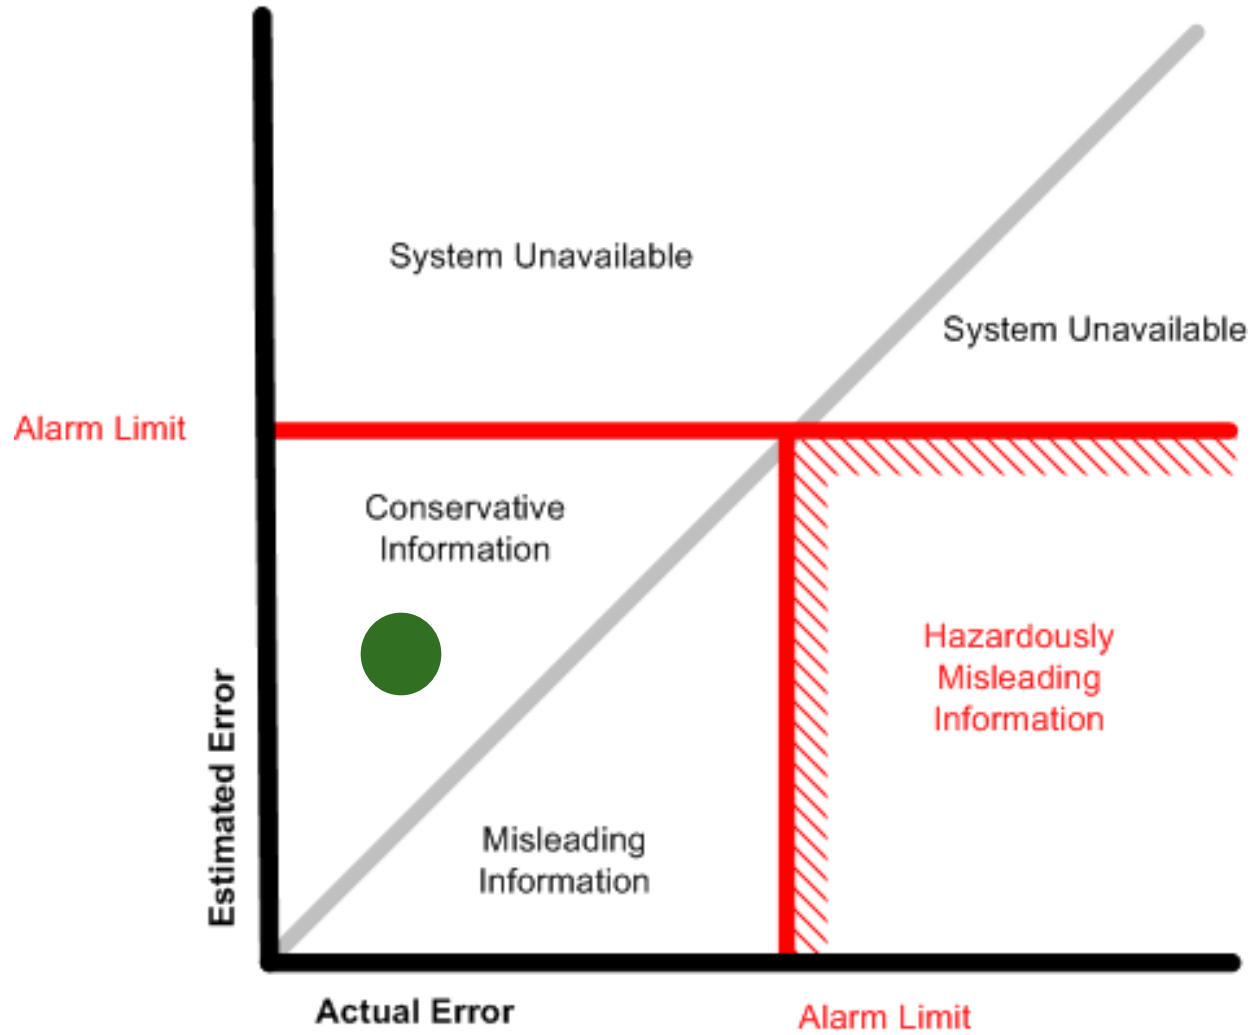 System Unavailable
System Unavailable
Alarm Limit
Conservative
Information
Hazardously
Misleading
Information
Estimated Error
Misleading
Information
Actual Error
Alarm Limit